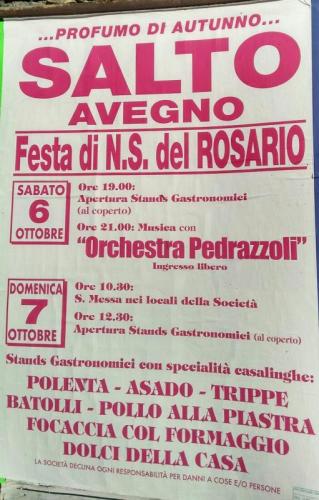 ...PROFUMO DI AUTUNNO...
SALTO
AVEGNO
Festa di N.S. del ROSARIO
SABATO
6
OTTOBRE
Ore 19.00:
Apertura Stands Gastronomici
(al coperto)
Ore 21.00: Musica con
"Orchestra Pedrazzoli"
Ingresso libero
DOMENICA
7
OTTOBRE
Ore 10.30:
S. Messa nei locali della Società
Ore 12.30:
Apertura Stands Gastronomici (al coperto)
Stands Gastronomici con specialità casalinghe:
POLENTA - ASADO - TRIPPE
BATOLLI - POLLO ALLA PIASTRA
FOCACCIA COL FORMAGGIO
DOLCI DELLA CASA
LA SOCIETÀ DECLINA OGNI RESPONSABILITÀ PER DANNI A COSE E/O PERSONE